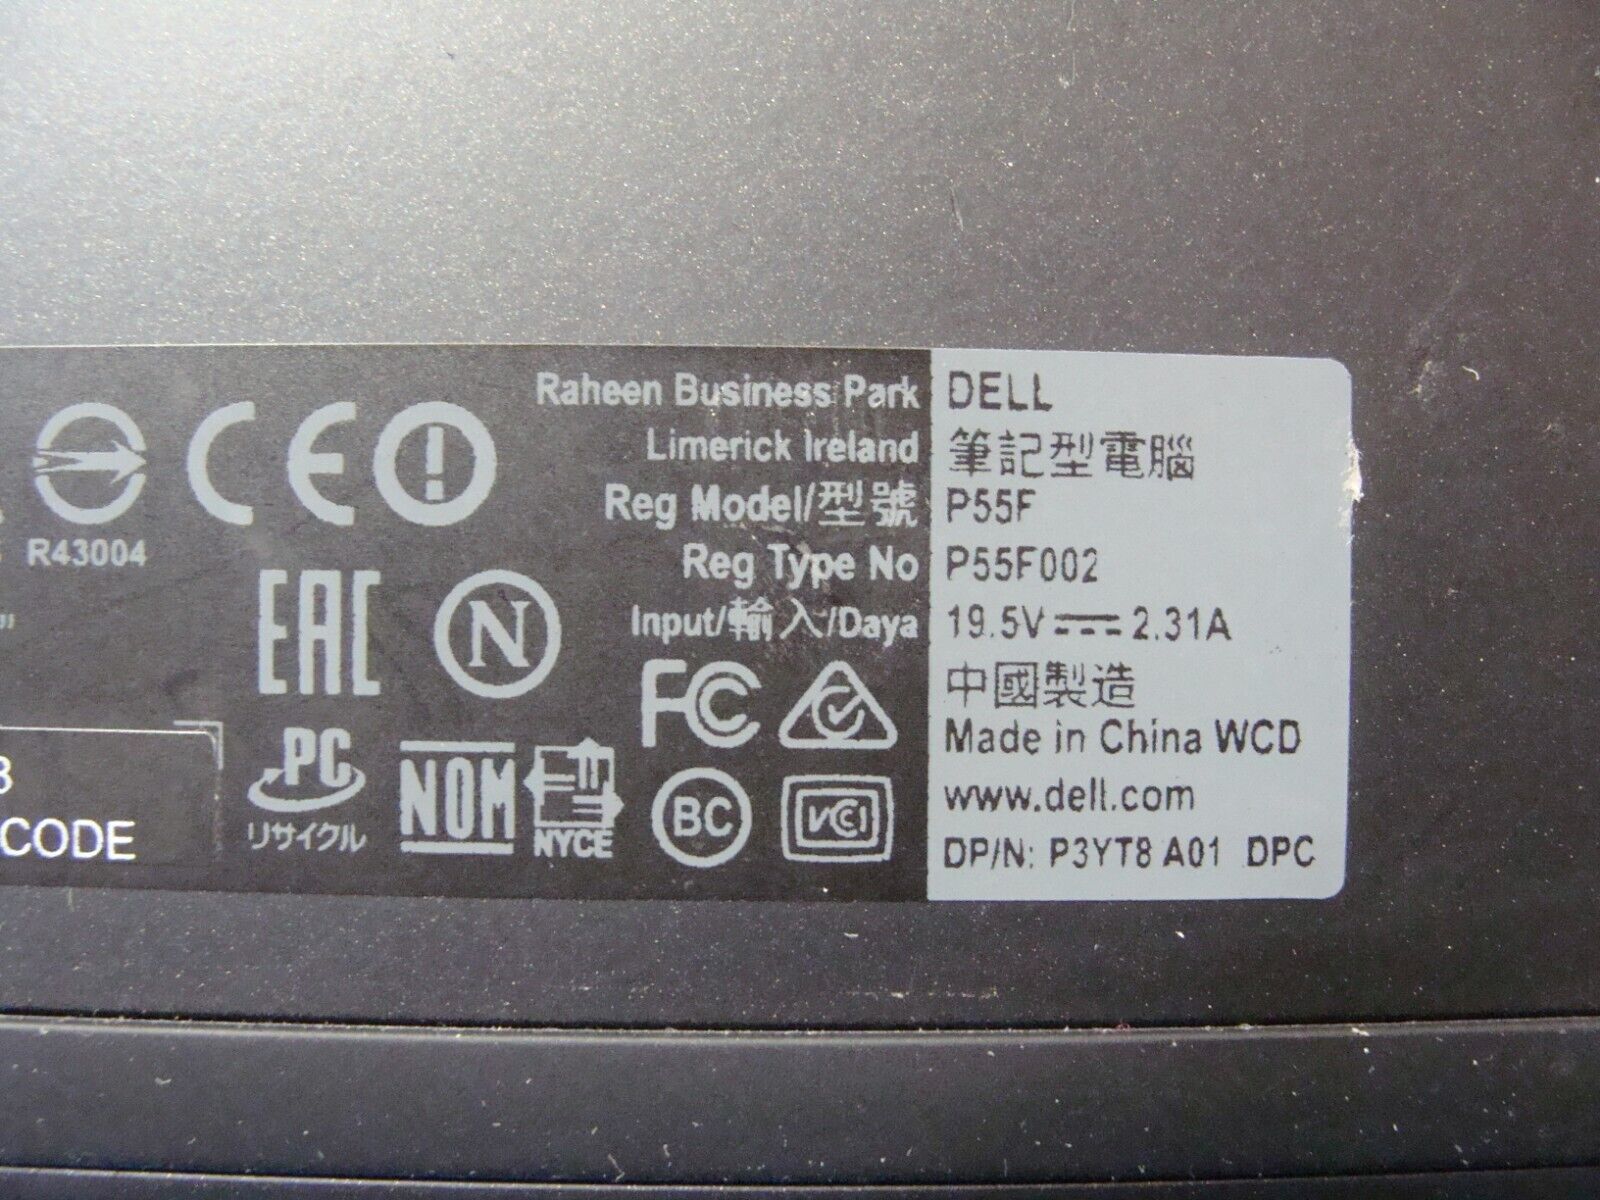 Raheen Business Park DELL
Limerick Ireland 筆記型電腦
Reg Model/型號 P55F
Reg Type No P55F002
Input/輸入/Daya 19.5V⎓2.31A
中國製造
Made in China WCD
www.dell.com
DP/N: P3YT8 A01 DPC
CE
R43004
EAC
N
FC
PC
リサイクル
NOM
NYCE
BC
VCCI
CODE